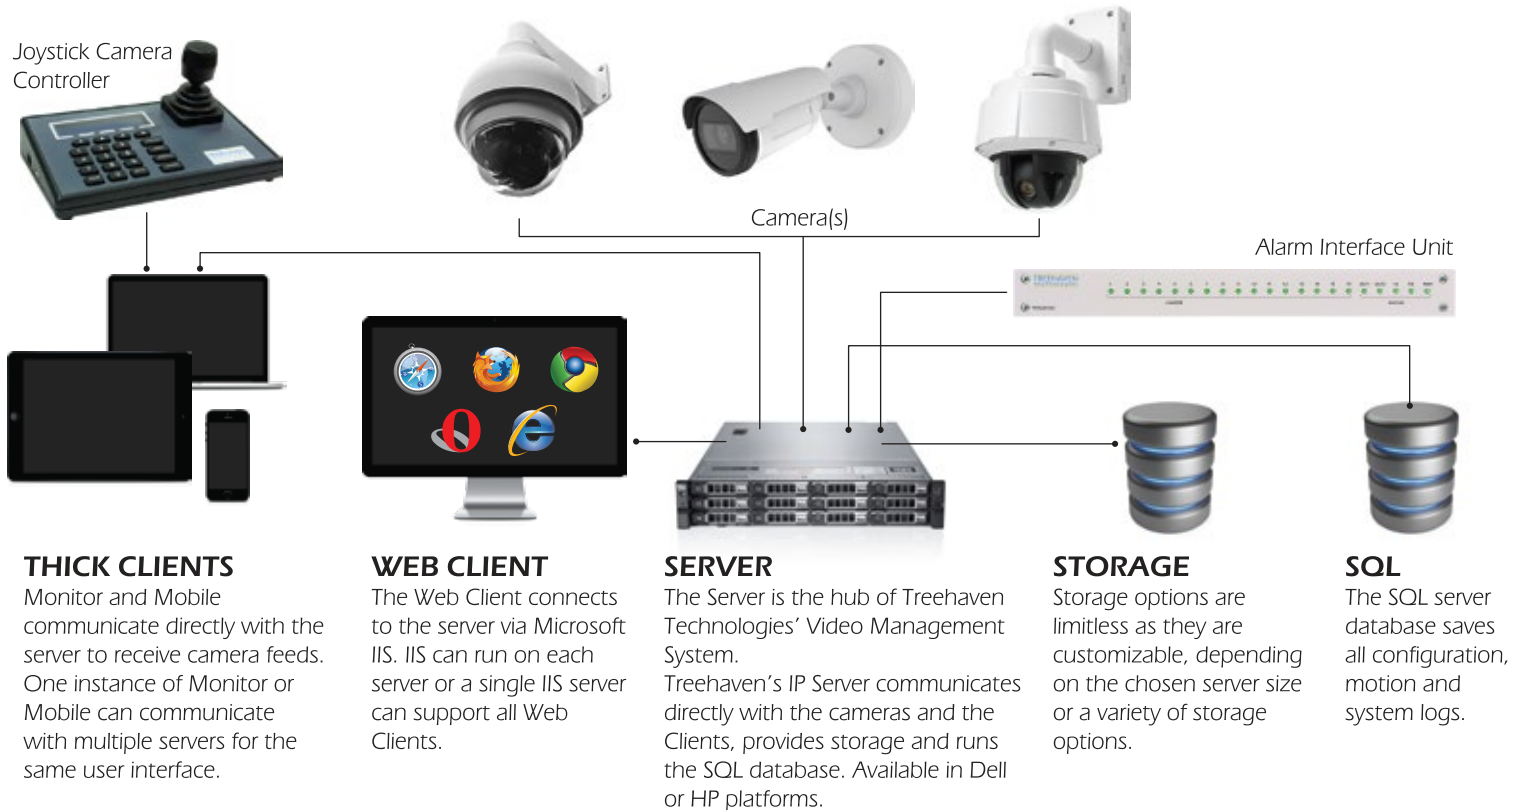 Joystick Camera
Controller
Camera(s)
Alarm Interface Unit
TREEHAVEN
THICK CLIENTS
Monitor and Mobile
communicate directly with the
server to receive camera feeds.
One instance of Monitor or
Mobile can communicate
with multiple servers for the
same user interface.
WEB CLIENT
The Web Client connects
to the server via Microsoft
IIS. IIS can run on each
server or a single IIS server
can support all Web
Clients.
SERVER
The Server is the hub of Treehaven
Technologies’ Video Management
System.
Treehaven’s IP Server communicates
directly with the cameras and the
Clients, provides storage and runs
the SQL database. Available in Dell
or HP platforms.
STORAGE
Storage options are
limitless as they are
customizable, depending
on the chosen server size
or a variety of storage
options.
SQL
The SQL server
database saves
all configuration,
motion and
system logs.